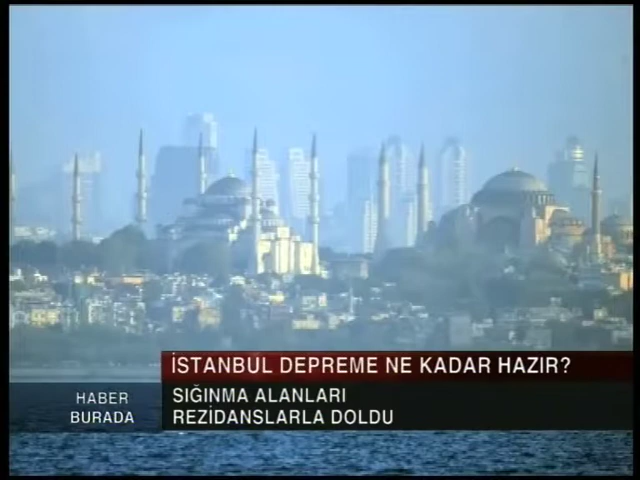 İSTANBUL DEPREME NE KADAR HAZIR?
HABER
BURADA
SIĞINMA ALANLARI
REZİDANSLARLA DOLDU